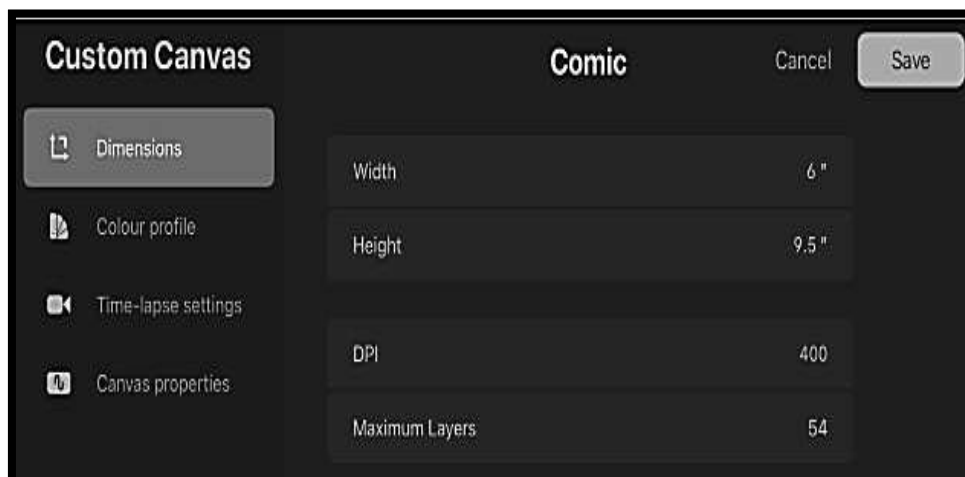 Custom Canvas
Comic
Cancel
Save
Dimensions
Colour profile
Time-lapse settings
Canvas properties
Width 6 "
Height 9.5 "
DPI 400
Maximum Layers 54